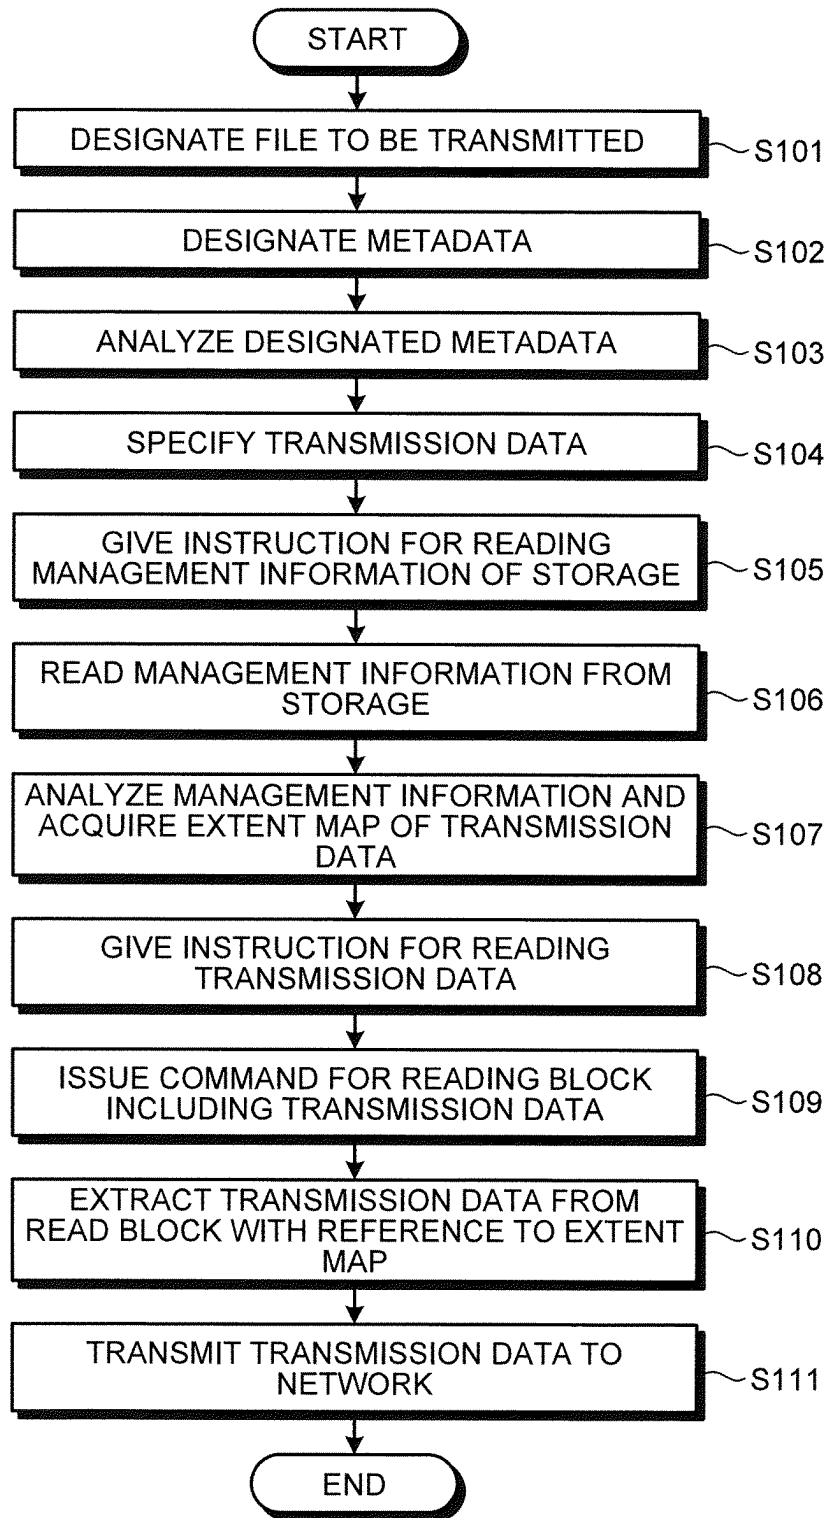 START
DESIGNATE FILE TO BE TRANSMITTED
S101
DESIGNATE METADATA
S102
ANALYZE DESIGNATED METADATA
S103
SPECIFY TRANSMISSION DATA
S104
GIVE INSTRUCTION FOR READING
MANAGEMENT INFORMATION OF STORAGE
S105
READ MANAGEMENT INFORMATION FROM
STORAGE
S106
ANALYZE MANAGEMENT INFORMATION AND
ACQUIRE EXTENT MAP OF TRANSMISSION
DATA
S107
GIVE INSTRUCTION FOR READING
TRANSMISSION DATA
S108
ISSUE COMMAND FOR READING BLOCK
INCLUDING TRANSMISSION DATA
S109
EXTRACT TRANSMISSION DATA FROM
READ BLOCK WITH REFERENCE TO EXTENT
MAP
S110
TRANSMIT TRANSMISSION DATA TO
NETWORK
S111
END